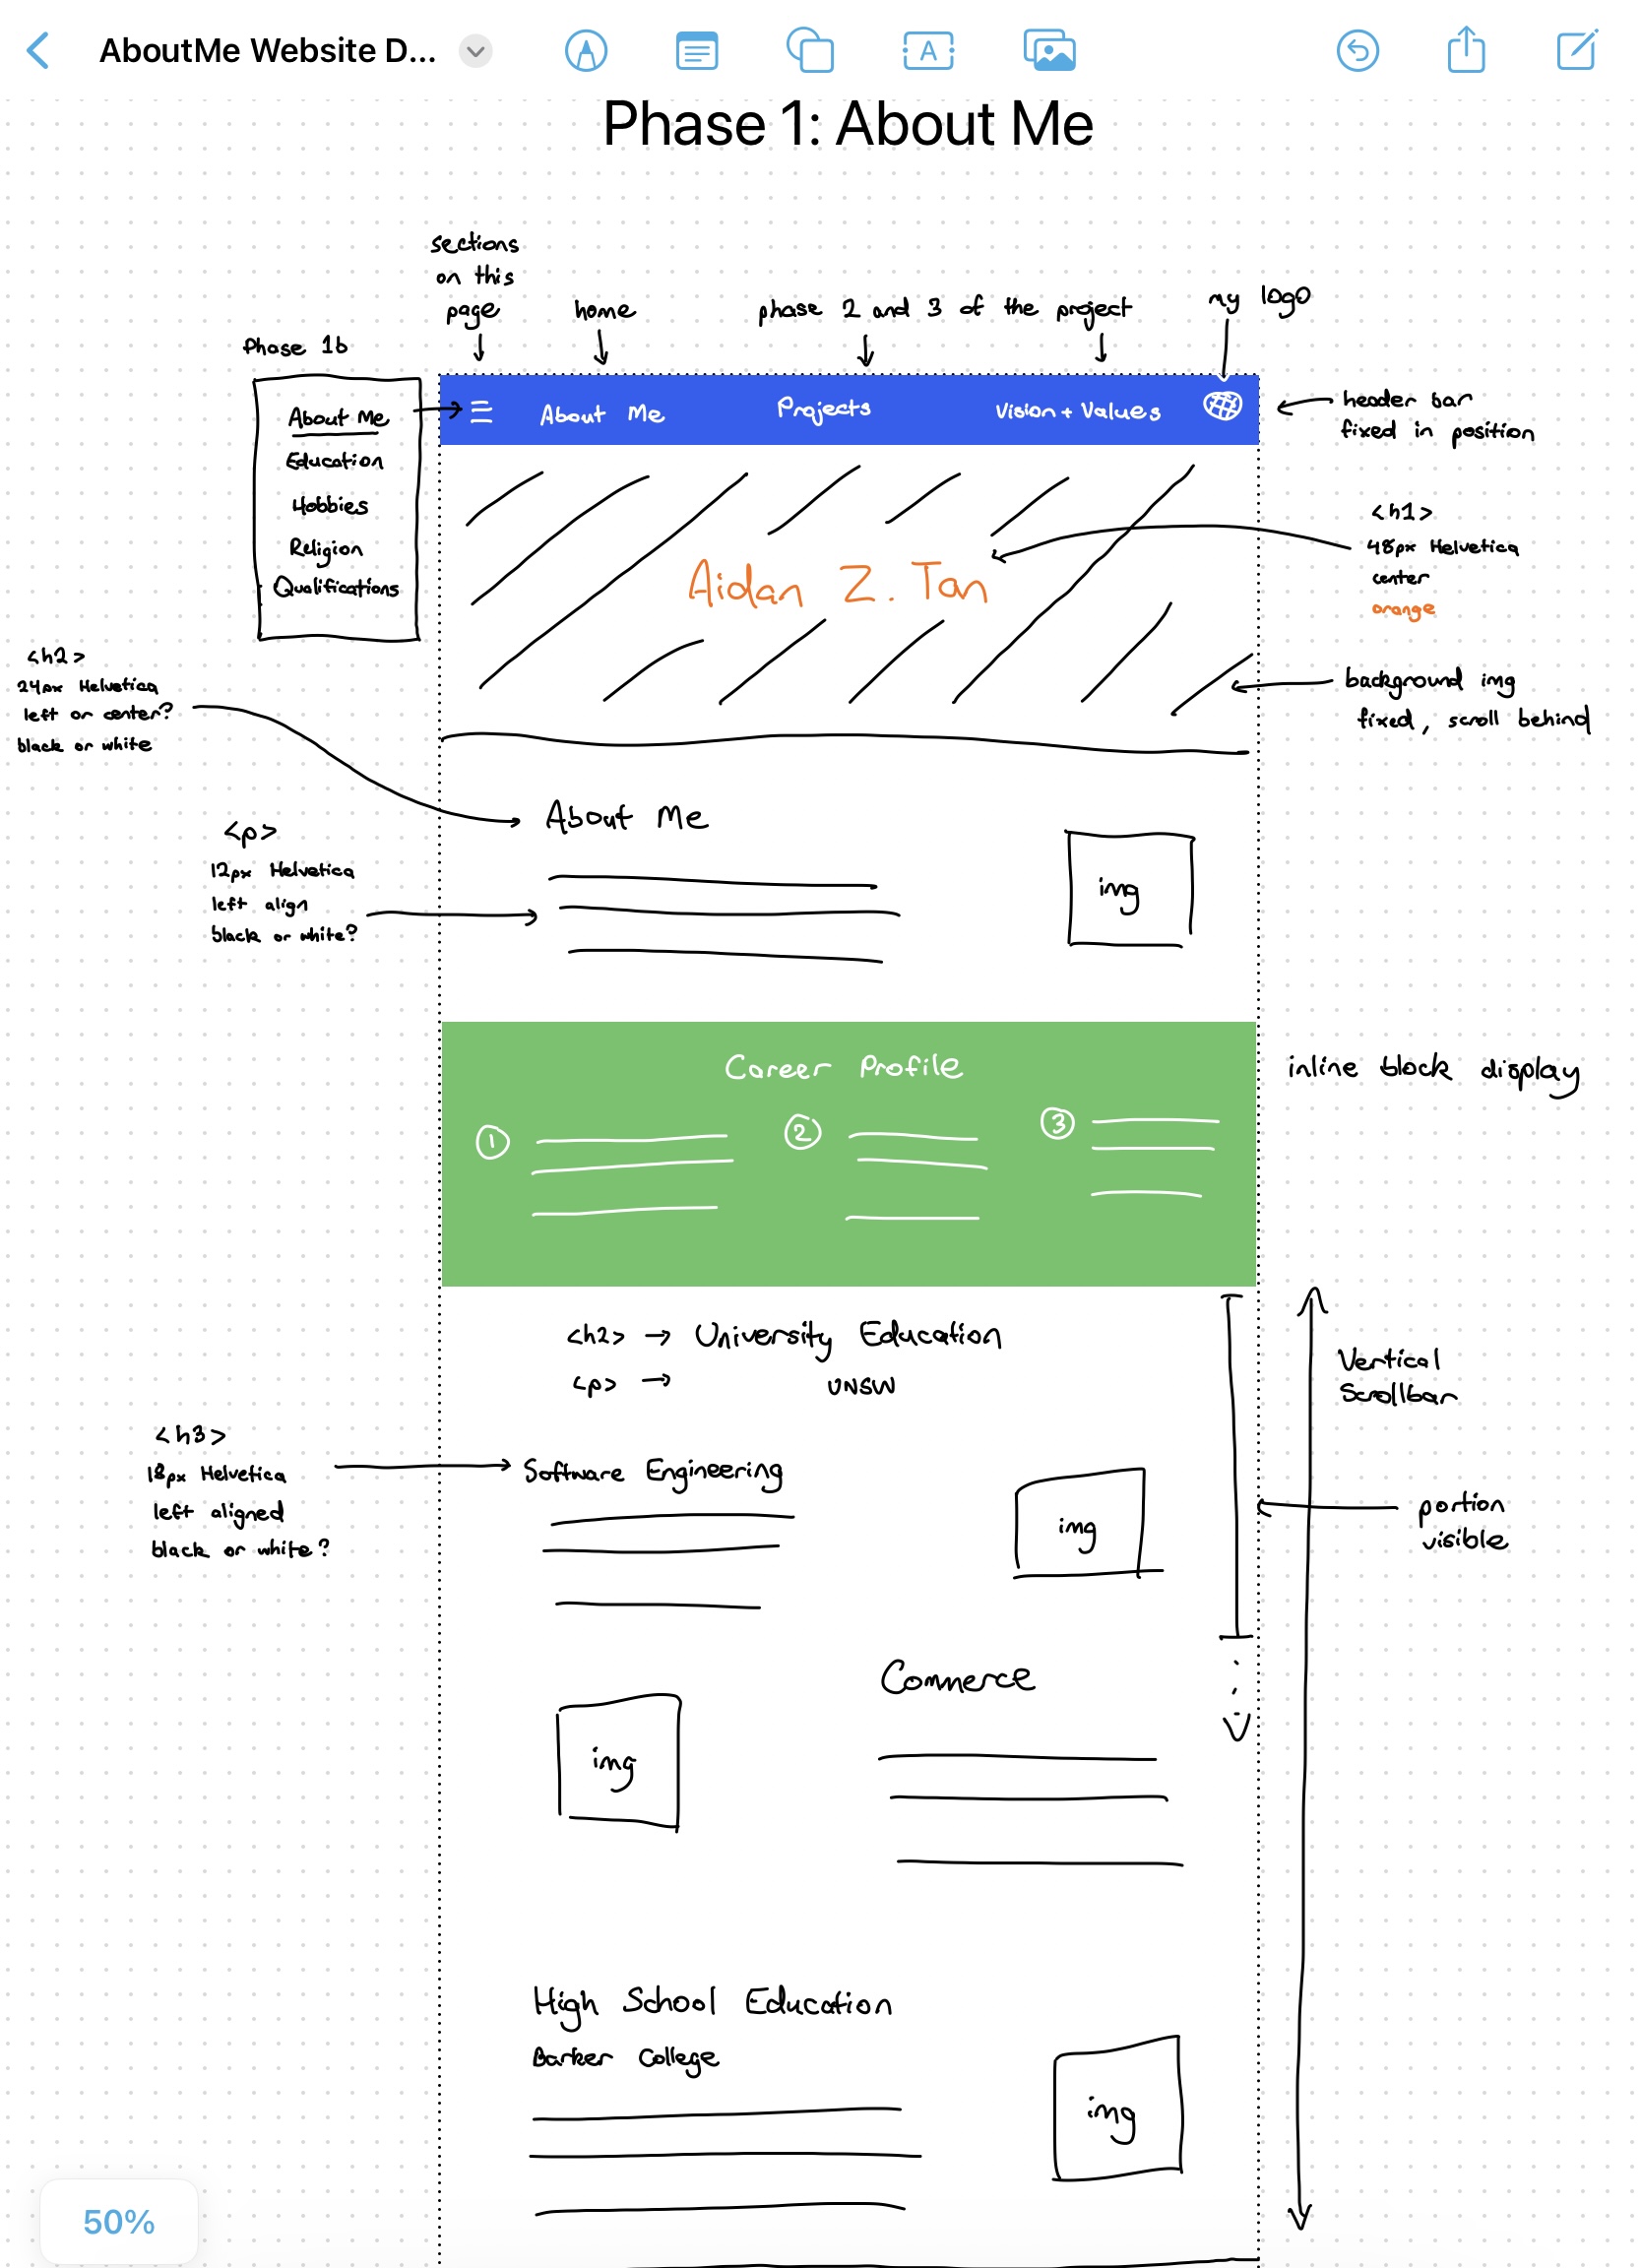 AboutMe Website D...
A
Phase 1: About Me
sections
on this
page
home
phase 2 and 3 of the project
my logo
Phase 1b
About Me
Education
Hobbies
Religion
Qualifications
About Me
Projects
Vision + Values
header bar
fixed in position
<h1>
48px Helvetica
center
orange
Aidan Z. Tan
background img
fixed, scroll behind
<h2>
24px Helvetica
left or center?
black or white
<p>
12px Helvetica
left align
black or white?
About Me
img
Career Profile
inline block display
1
2
3
<h2> → University Education
<p> → UNSW
Vertical
Scrollbar
portion
visible
<h3>
18px Helvetica
left aligned
black or white?
Software Engineering
img
Commerce
img
High School Education
Barker College
img
50%